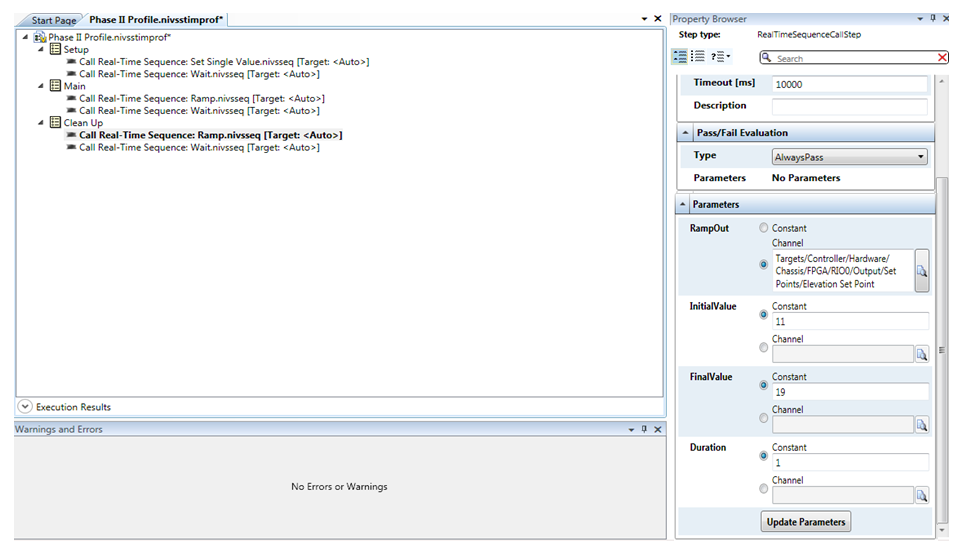 Start Page
Phase II Profile.nivsstimprof*
Phase II Profile.nivsstimprof*
Setup
Call Real-Time Sequence: Set Single Value.nivsseq [Target: <Auto>]
Call Real-Time Sequence: Wait.nivsseq [Target: <Auto>]
Main
Call Real-Time Sequence: Ramp.nivsseq [Target: <Auto>]
Call Real-Time Sequence: Wait.nivsseq [Target: <Auto>]
Clean Up
Call Real-Time Sequence: Ramp.nivsseq [Target: <Auto>]
Call Real-Time Sequence: Wait.nivsseq [Target: <Auto>]
Execution Results
Warnings and Errors
No Errors or Warnings
Property Browser
Step type: RealTimeSequenceCallStep
Search
Timeout [ms] 10000
Description
Pass/Fail Evaluation
Type AlwaysPass
Parameters No Parameters
Parameters
RampOut Constant
Channel
Targets/Controller/Hardware/
Chassis/FPGA/RIO0/Output/Set
Points/Elevation Set Point
InitialValue Constant
11
Channel
FinalValue Constant
19
Channel
Duration Constant
1
Channel
Update Parameters